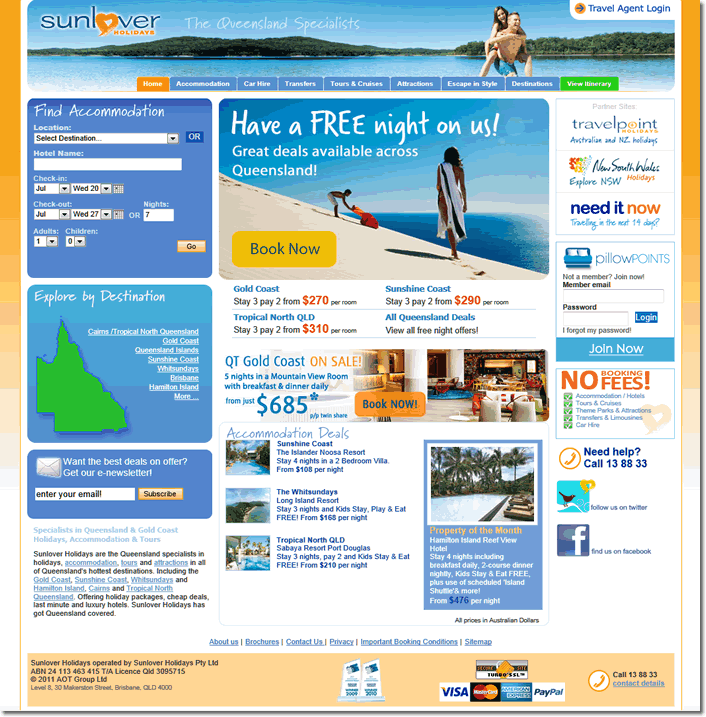 sunlover
HOLIDAYS
The Queensland Specialists
Travel Agent Login
Home
Accommodation
Car Hire
Transfers
Tours & Cruises
Attractions
Escape in Style
Destinations
View Itinerary
Find Accommodation
Location:
Select Destination...
OR
Hotel Name:
Check-in:
Jul
Wed 20
Check-out:
Nights:
Jul
Wed 27
OR
7
Adults:
Children:
1
0
Go
Explore by Destination
Cairns /Tropical North Queensland
Gold Coast
Queensland Islands
Sunshine Coast
Whitsundays
Brisbane
Hamilton Island
More ...
Want the best deals on offer?
Get our e-newsletter!
enter your email!
Subscribe
Specialists in Queensland & Gold Coast
Holidays, Accommodation & Tours
Sunlover Holidays are the Queensland specialists in
holidays, accommodation, tours and attractions in all
of Queensland's hottest destinations. Including the
Gold Coast, Sunshine Coast, Whitsundays and
Hamilton Island, Cairns and Tropical North
Queensland. Offering holiday packages, cheap deals,
last minute and luxury hotels. Sunlover Holidays has
got Queensland covered.
Have a FREE night on us!
Great deals available across
Queensland!
Book Now
Gold Coast
Stay 3 pay 2 from $270 per room
Sunshine Coast
Stay 3 pay 2 from $290 per room
Tropical North QLD
Stay 3 pay 2 from $310 per room
All Queensland Deals
View all free night offers!
QT Gold Coast ON SALE!
5 nights in a Mountain View Room
with breakfast & dinner daily
from just $685*
p/p twin share
Book NOW!
Accommodation Deals
Sunshine Coast
The Islander Noosa Resort
Stay 4 nights in a 2 Bedroom Villa.
From $108 per night
The Whitsundays
Long Island Resort
Stay 3 nights and Kids Stay, Play & Eat
FREE! From $168 per night
Tropical North QLD
Sabaya Resort Port Douglas
Stay 3 nights, pay 2 and Kids Stay & Eat
FREE! From $210 per night
Property of the Month
Hamilton Island Reef View
Hotel
Stay 4 nights including
breakfast daily, 2-course dinner
nightly, Kids Stay & Eat FREE,
plus use of scheduled 'Island
Shuttle'& more!
From $476 per night
All prices in Australian Dollars
Partner Sites
travelpoint
HOLIDAYS
Australian and NZ holidays
New South Wales
Holidays
Explore NSW
need it now
Travelling in the next 14 days?
pillowPOINTS
Not a member? Join now!
Member email
Password
Login
I forgot my password!
Join Now
NO BOOKING
FEES!
Accommodation / Hotels
Tours & Cruises
Theme Parks & Attractions
Transfers & Limousines
Car Hire
Need help?
Call 13 88 33
follow us on twitter
find us on facebook
About us | Brochures | Contact Us | Privacy | Important Booking Conditions | Sitemap
Sunlover Holidays operated by Sunlover Holidays Pty Ltd
ABN 24 113 463 415 T/A Licence Qld 3095715
© 2011 AOT Group Ltd
Level 8, 30 Makerston Street, Brisbane, QLD 4000
2009
2010
TURBO SSL™
VISA
MasterCard
AMERICAN EXPRESS
PayPal
Call 13 88 33
contact details